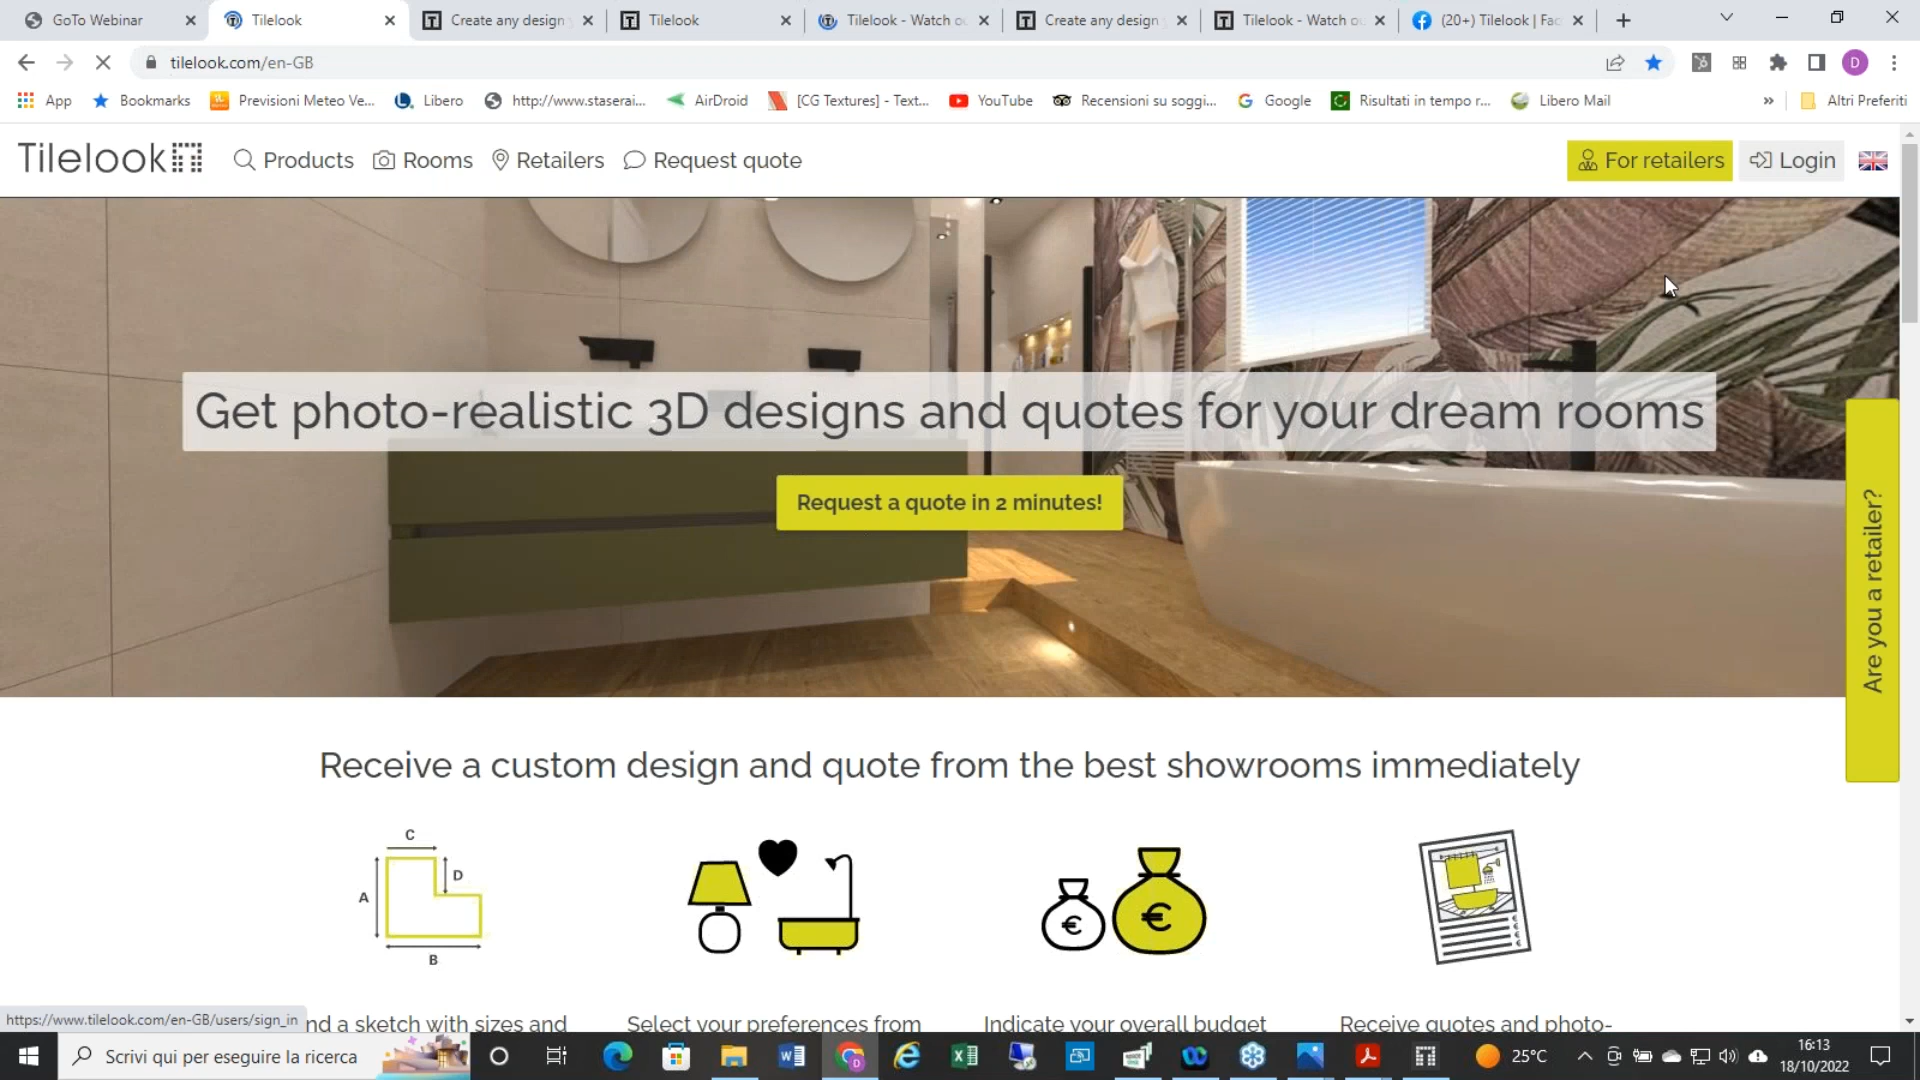 GoTo Webinar
Tilelook
Create any design
Tilelook
Tilelook - Watch ou
Create any design
Tilelook - Watch ou
(20+) Tilelook | Fac
tilelook.com/en-GB
D
App
Bookmarks
Previsioni Meteo Ve...
Libero
http://www.staserai...
AirDroid
[CG Textures] - Text...
YouTube
Recensioni su soggi...
Google
Risultati in tempo r...
Libero Mail
»
Altri Preferiti
Tilelook
Products
Rooms
Retailers
Request quote
For retailers
Login
Get photo-realistic 3D designs and quotes for your dream rooms
Request a quote in 2 minutes!
Are you a retailer?
Receive a custom design and quote from the best showrooms immediately
C
D
A
B
€
€
https://www.tilelook.com/en-GB/users/sign_in
nd a sketch with sizes and
Select your preferences from
Indicate your overall budget
Receive quotes and photo-
Scrivi qui per eseguire la ricerca
25°C
16:13
18/10/2022